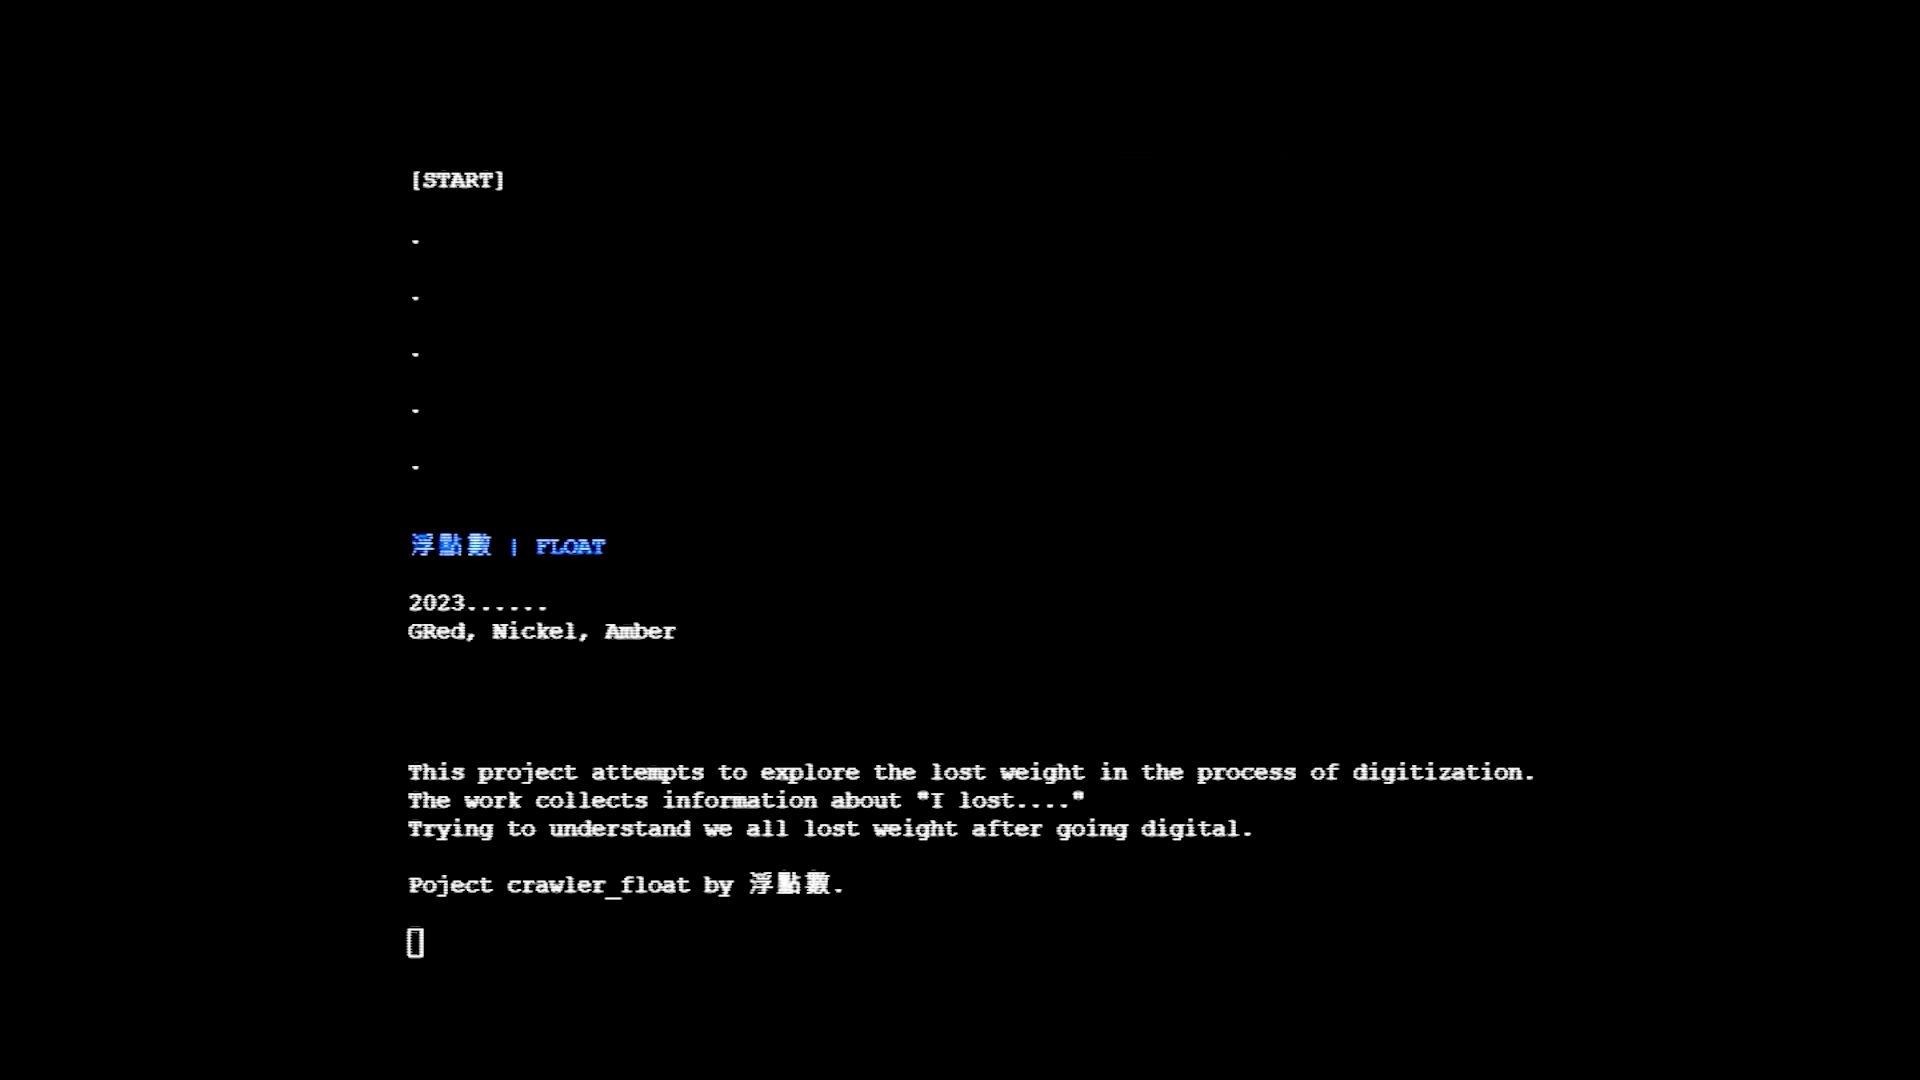 [START]
.
.
.
.
.
浮點數 | FLOAT
2023......
GRed, Nickel, Amber
This project attempts to explore the lost weight in the process of digitization.
The work collects information about "I lost...."
Trying to understand we all lost weight after going digital.
Poject crawler_float by 浮點數.